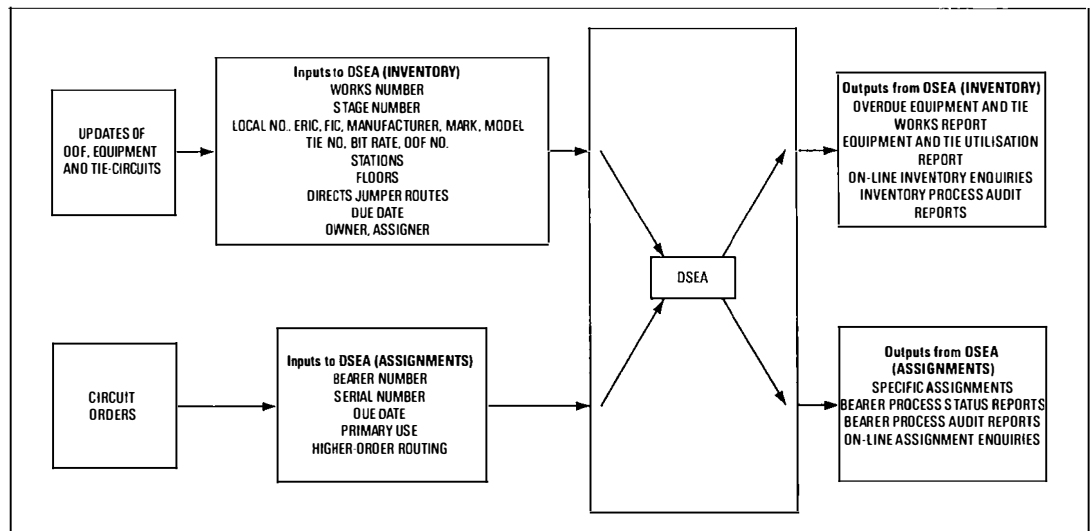 UPDATES OF
OOF, EQUIPMENT
AND TIE-CIRCUITS
Inputs to DSEA (INVENTORY)
WORKS NUMBER
STAGE NUMBER
LOCAL NO., ERIC, FIC, MANUFACTURER, MARK, MODEL
TIE NO, BIT RATE, OOF NO.
STATIONS
FLOORS
DIRECTS JUMPER ROUTES
DUE DATE
OWNER, ASSIGNER
DSEA
Outputs from DSEA (INVENTORY)
OVERDUE EQUIPMENT AND TIE
WORKS REPORT
EQUIPMENT AND TIE UTILISATION
REPORT
ON-LINE INVENTORY ENQUIRIES
INVENTORY PROCESS AUDIT
REPORTS
CIRCUIT
ORDERS
Inputs to DSEA (ASSIGNMENTS)
BEARER NUMBER
SERIAL NUMBER
DUE DATE
PRIMARY USE
HIGHER-ORDER ROUTING
Outputs from DSEA
(ASSIGNMENTS)
SPECIFIC ASSIGNMENTS
BEARER PROCESS STATUS REPORTS
BEARER PROCESS AUDIT REPORTS
ON-LINE ASSIGNMENT ENQUIRIES